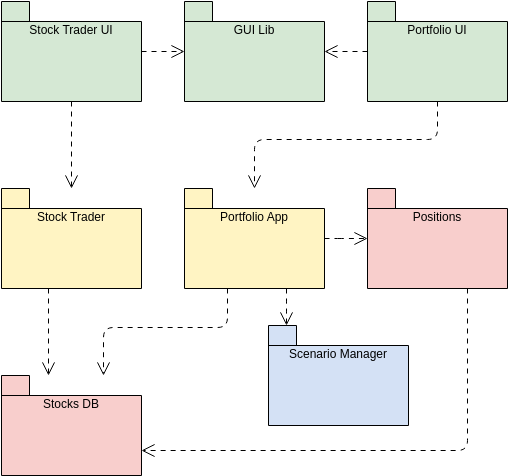 Stock Trader UI
GUI Lib
Portfolio UI
Stock Trader
Portfolio App
Positions
Scenario Manager
Stocks DB